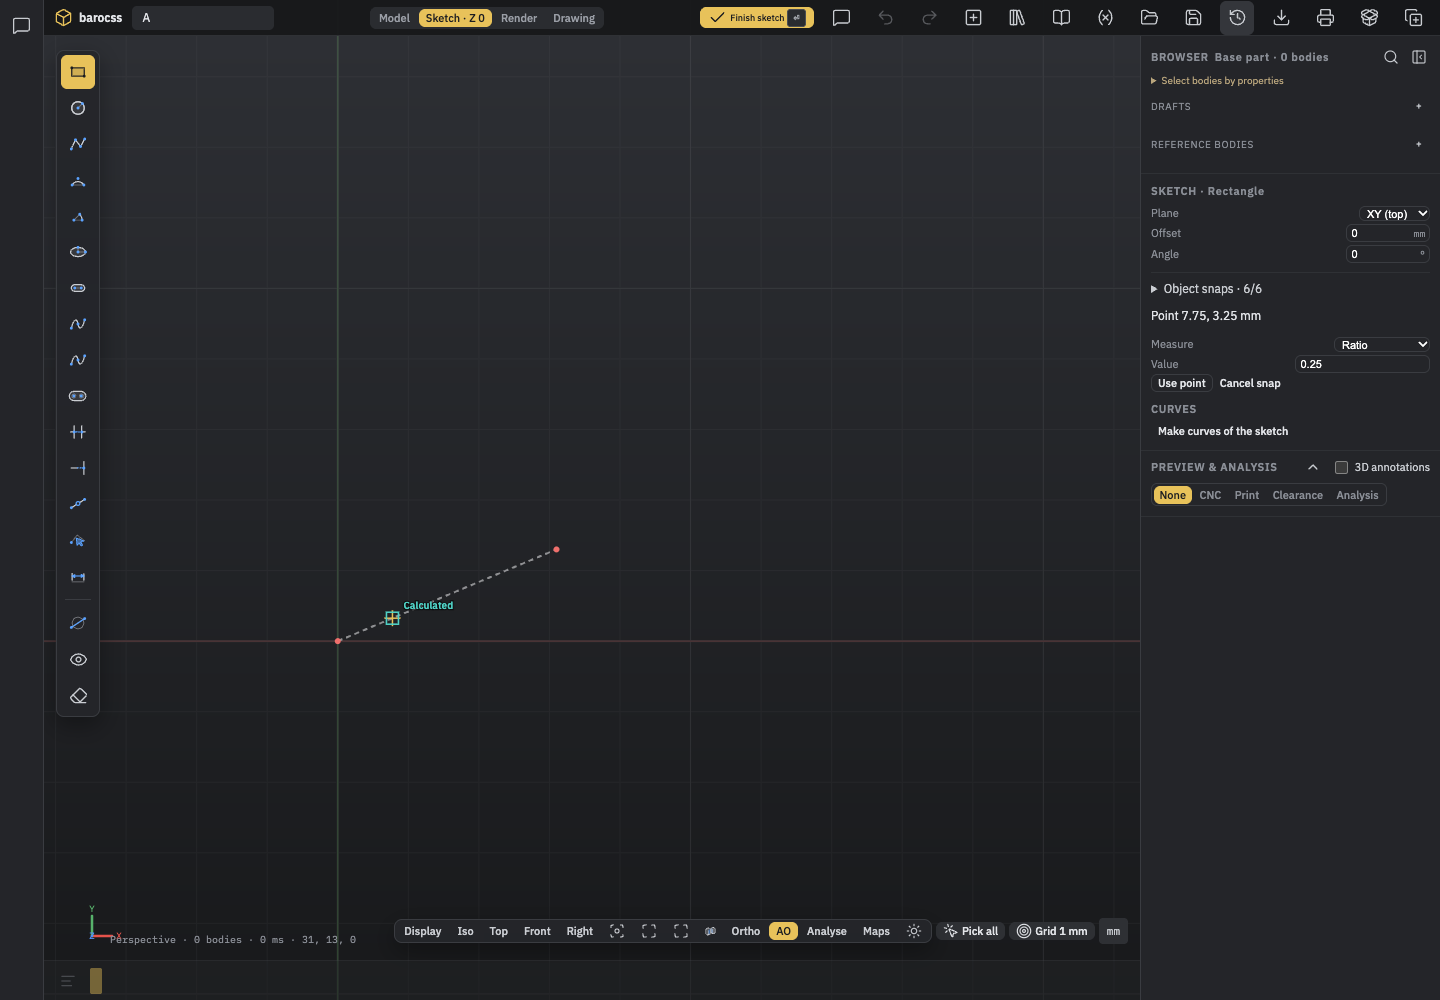 barocss
A
Model
Sketch · Z 0
Render
Drawing
Finish sketch
BROWSER Base part · 0 bodies
Select bodies by properties
DRAFTS
+
REFERENCE BODIES
+
SKETCH · Rectangle
Plane
XY (top)
Offset
0
mm
Angle
0
°
Object snaps · 6/6
Point 7.75, 3.25 mm
Measure
Ratio
Value
0.25
Use point
Cancel snap
CURVES
Make curves of the sketch
PREVIEW & ANALYSIS
3D annotations
None
CNC
Print
Clearance
Analysis
Calculated
Y
X
Z
Perspective · 0 bodies · 0 ms · 31, 13, 0
Display
Iso
Top
Front
Right
Ortho
AO
Analyse
Maps
Pick all
Grid 1 mm
mm